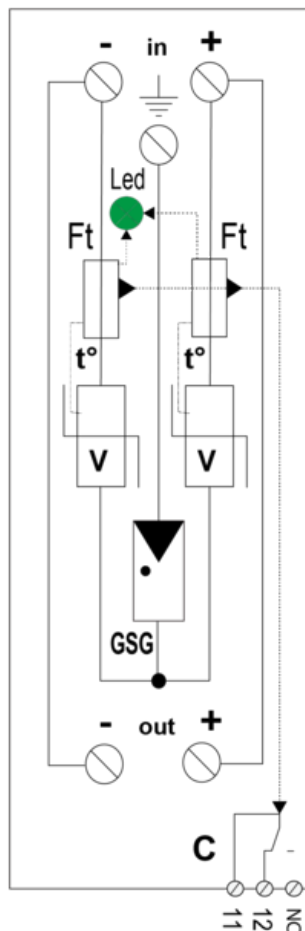 - in +
Led
Ft Ft
t° t°
V V
GSG
- out +
C
11 12 NC